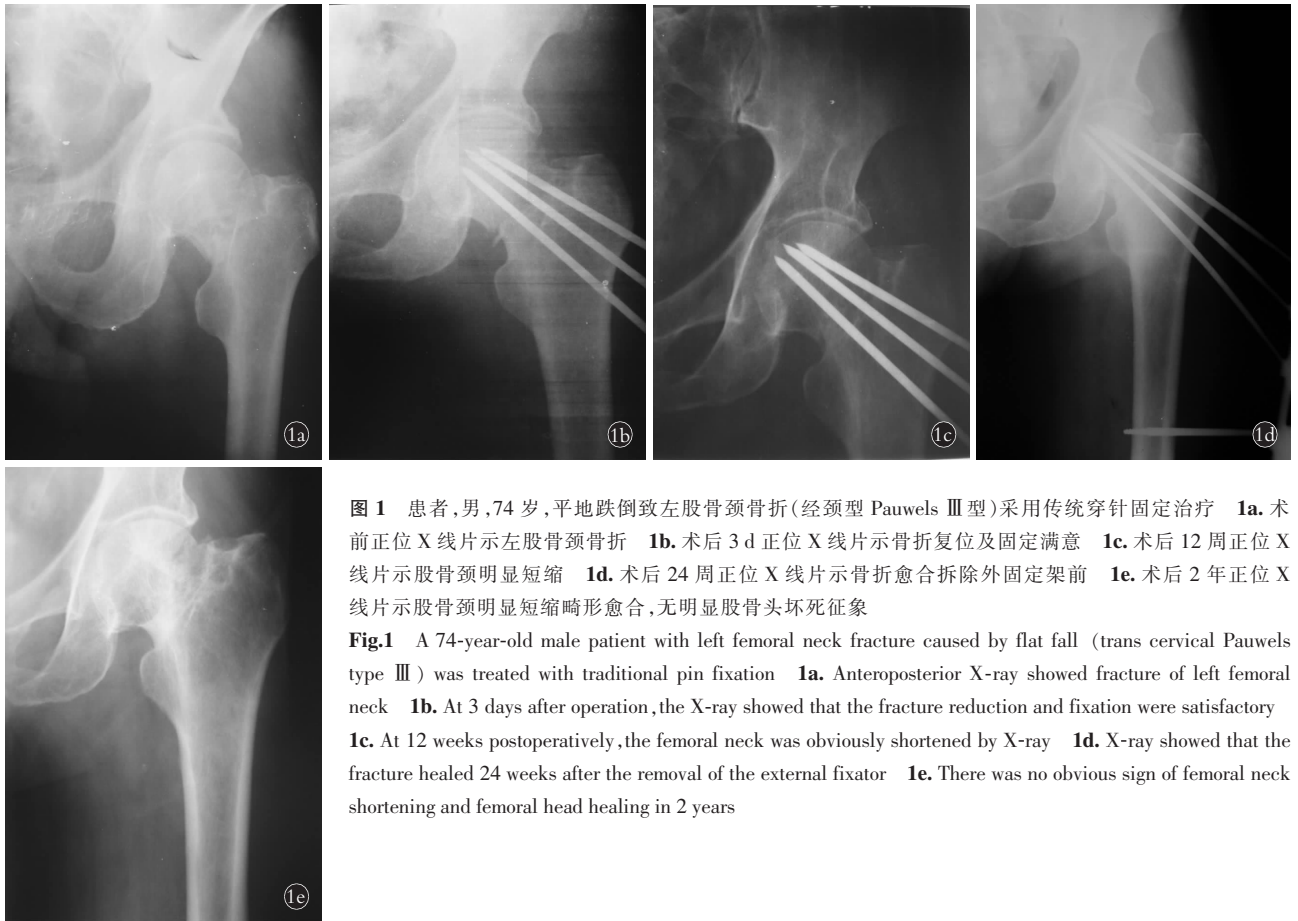 1a
1b
1c
1d
1e
图 1 患者,男,74 岁,平地跌倒致左股骨颈骨折(经颈型 Pauwels Ⅲ型)采用传统穿针固定治疗 1a. 术
前正位 X 线片示左股骨颈骨折 1b. 术后 3 d 正位 X 线片示骨折复位及固定满意 1c. 术后 12 周正位 X
线片示股骨颈明显短缩 1d. 术后 24 周正位 X 线片示骨折愈合拆除外固定架前 1e. 术后 2 年正位 X
线片示股骨颈明显短缩畸形愈合,无明显股骨头坏死征象
Fig.1 A 74-year-old male patient with left femoral neck fracture caused by flat fall (trans cervical Pauwels
type Ⅲ) was treated with traditional pin fixation 1a. Anteroposterior X-ray showed fracture of left femoral
neck 1b. At 3 days after operation,the X-ray showed that the fracture reduction and fixation were satisfactory
1c. At 12 weeks postoperatively,the femoral neck was obviously shortened by X-ray 1d. X-ray showed that the
fracture healed 24 weeks after the removal of the external fixator 1e. There was no obvious sign of femoral neck
shortening and femoral head healing in 2 years